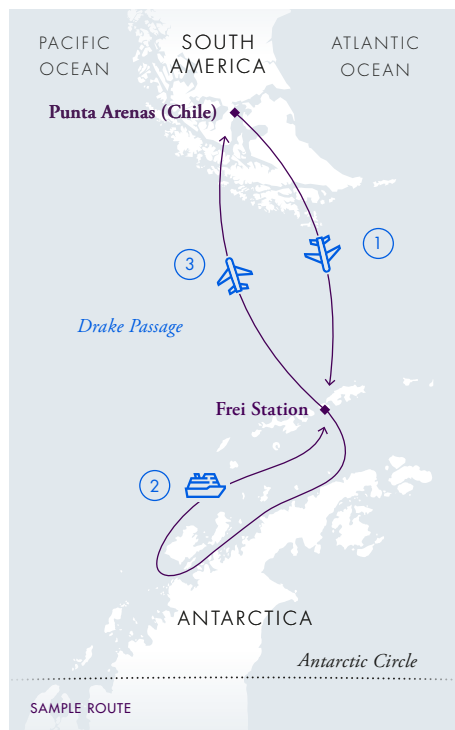 PACIFIC
OCEAN
SOUTH
AMERICA
ATLANTIC
OCEAN
Punta Arenas (Chile)
1
3
Drake Passage
Frei Station
2
ANTARCTICA
Antarctic Circle
SAMPLE ROUTE